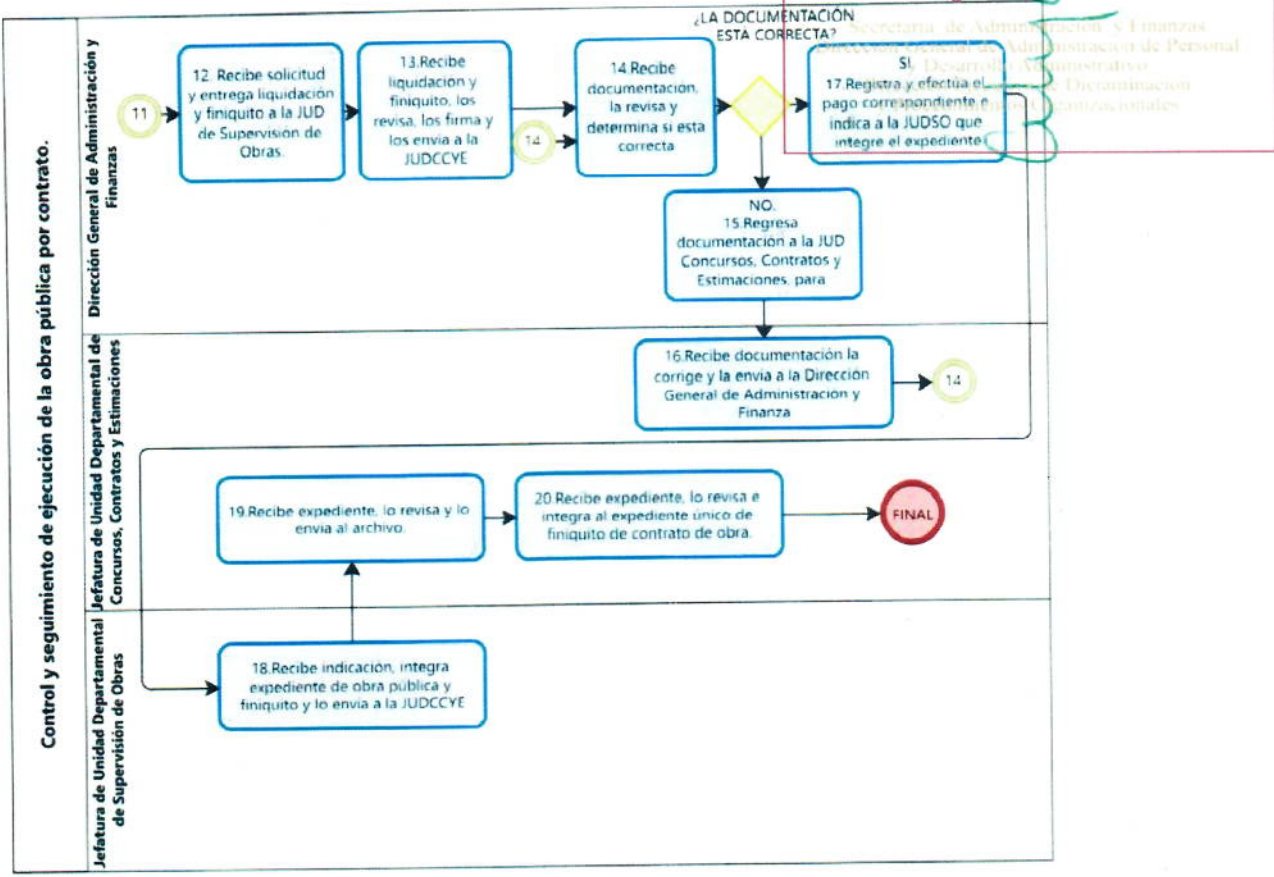 Control y seguimiento de ejecución de la obra pública por contrato.
Dirección General de Administración y
Finanzas
11
12. Recibe solicitud
y entrega liquidación
y finiquito a la JUD
de Supervisión de
Obras.
13.Recibe
liquidación y
finiquito, los
revisa, los firma y
los envia a la
JUDCCYE
14
14.Recibe
documentación,
la revisa y
determina si esta
correcta
¿LA DOCUMENTACIÓN
ESTA CORRECTA?
Secretaría de Administración y Finanzas
Dirección General de Administración de Personal
y Desarrollo Administrativo
de Dictaminación
Organizacionales
SI
17.Registra y efectúa el
pago correspondiente e
indica a la JUDSO que
integre el expediente
NO.
15.Regresa
documentación a la JUD
Concursos, Contratos y
Estimaciones, para
Jefatura de Unidad Departamental de
Concursos, Contratos y Estimaciones
16.Recibe documentación la
corrige y la envia a la Dirección
General de Administración y
Finanza
14
19.Recibe expediente, lo revisa y lo
envia al archivo.
20.Recibe expediente, lo revisa e
integra al expediente único de
finiquito de contrato de obra.
FINAL
Jefatura de Unidad Departamental
de Supervisión de Obras
18.Recibe indicación, integra
expediente de obra pública y
finiquito y lo envia a la JUDCCYE